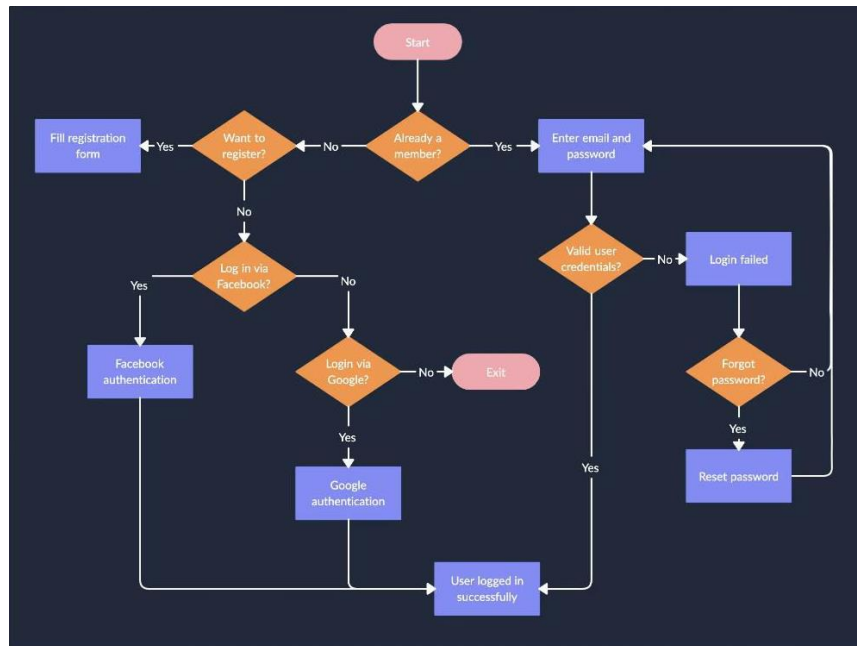 Start
Fill registration
form
Yes
Want to
register?
No
Already a
member?
Yes
Enter email and
password
No
Log in via
Facebook?
Valid user
credentials?
No
Login failed
Yes
No
Facebook
authentication
Login via
Google?
No
Exit
Forgot
password?
No
Yes
Yes
Yes
Google
authentication
Reset password
User logged in
successfully